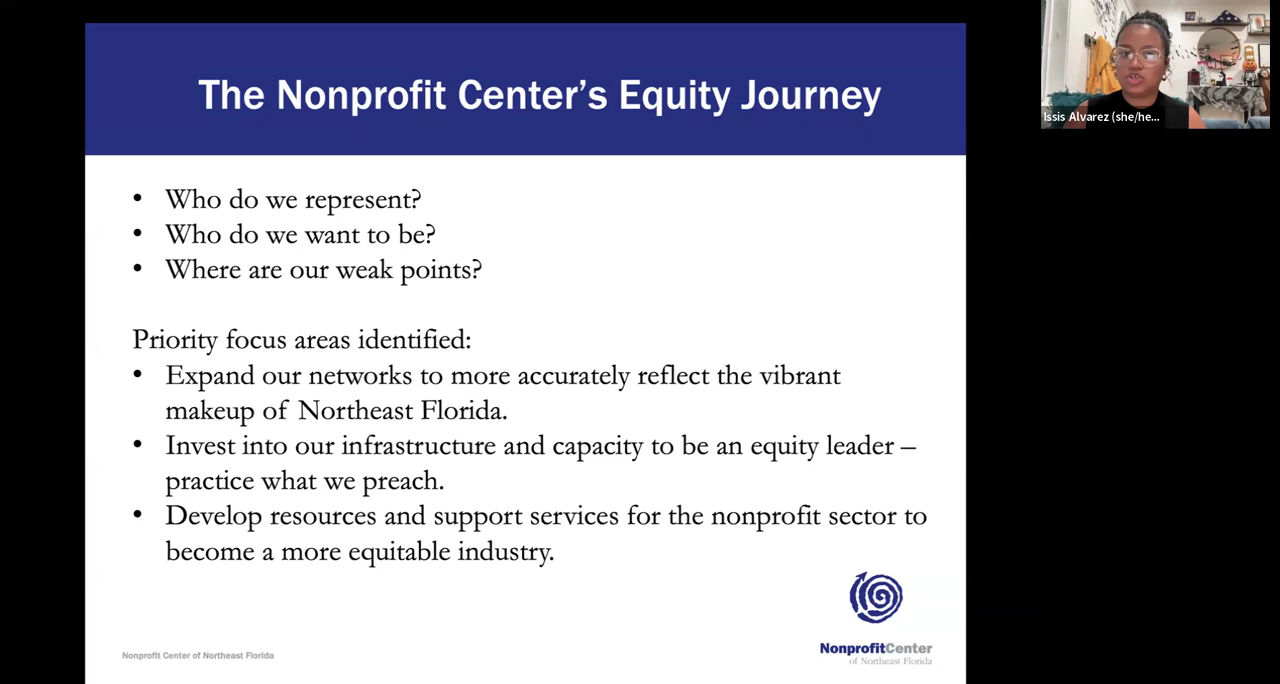 The Nonprofit Center's Equity Journey
Issis Alvarez (she/he...
• Who do we represent?
• Who do we want to be?
• Where are our weak points?
Priority focus areas identified:
• Expand our networks to more accurately reflect the vibrant
makeup of Northeast Florida.
• Invest into our infrastructure and capacity to be an equity leader –
practice what we preach.
• Develop resources and support services for the nonprofit sector to
become a more equitable industry.
Nonprofit Center of Northeast Florida
NonprofitCenter
of Northeast Florida